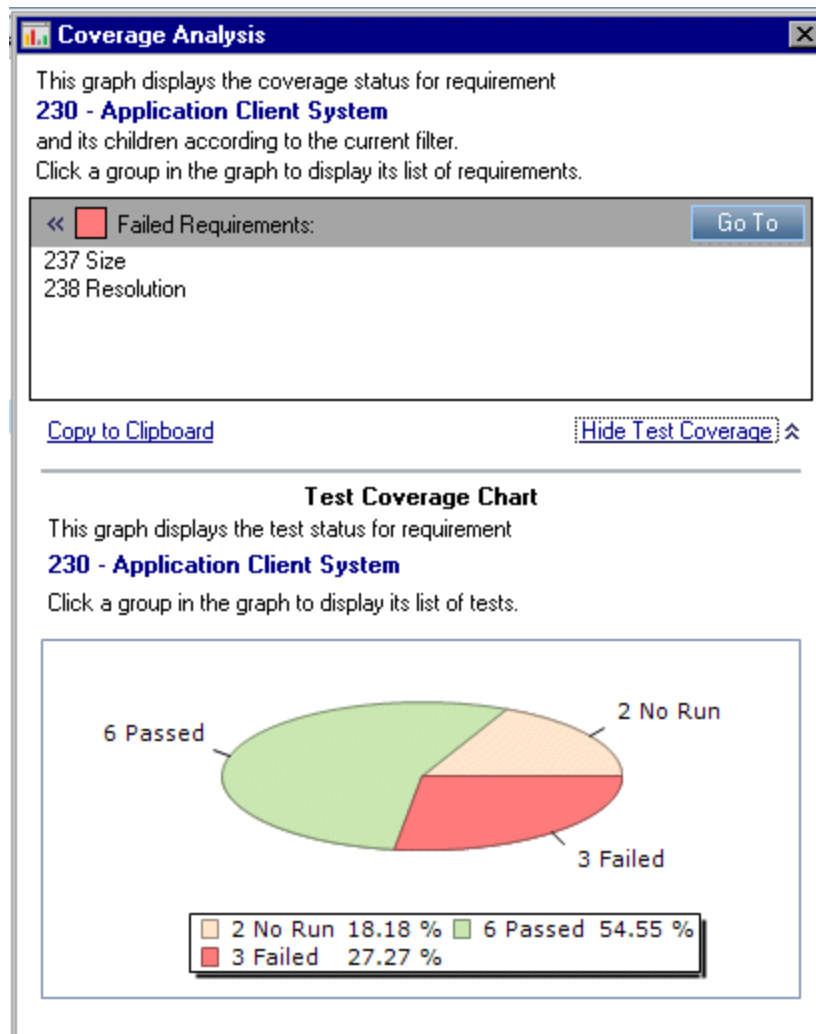 Coverage Analysis
This graph displays the coverage status for requirement
230 - Application Client System
and its children according to the current filter.
Click a group in the graph to display its list of requirements.
« Failed Requirements: Go To
237 Size
238 Resolution
Copy to Clipboard Hide Test Coverage
Test Coverage Chart
This graph displays the test status for requirement
230 - Application Client System
Click a group in the graph to display its list of tests.
2 No Run
6 Passed
3 Failed
2 No Run 18.18 % 6 Passed 54.55 %
3 Failed 27.27 %